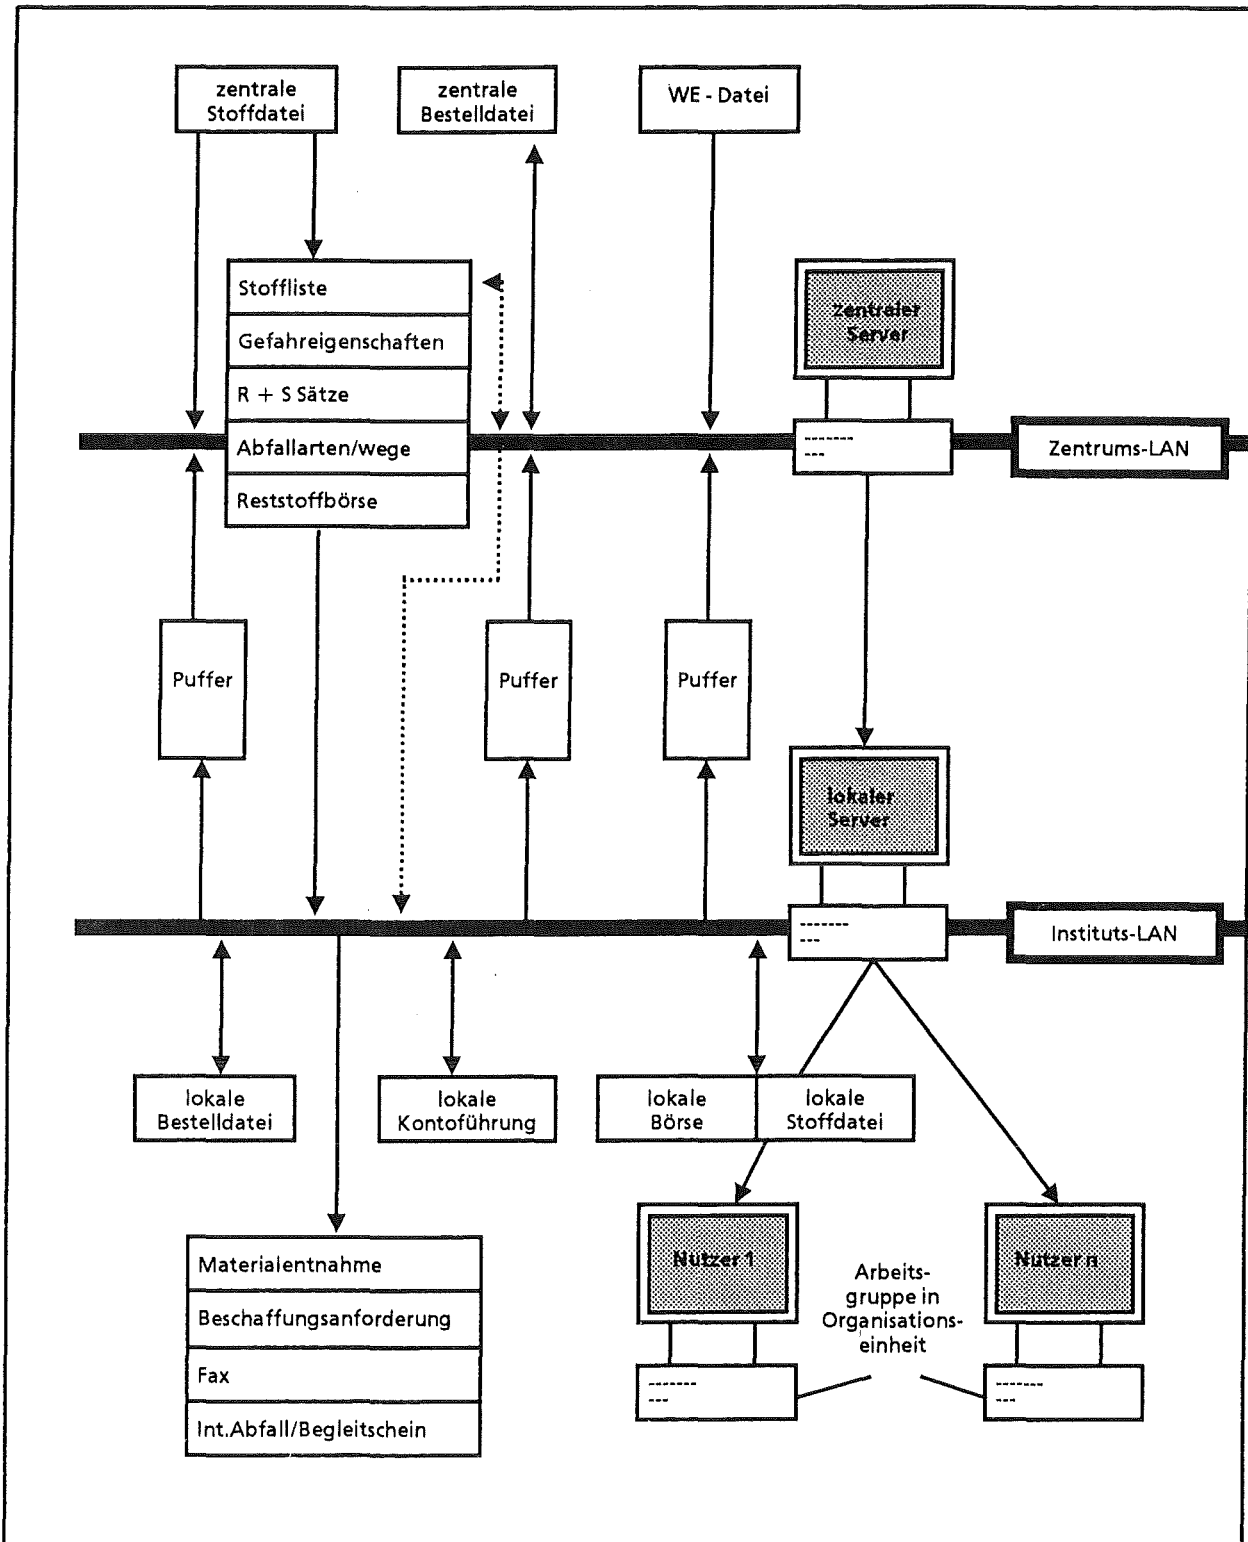 zentrale
Stoffdatei
zentrale
Bestelldatei
WE - Datei
Stoffliste
Gefahreigenschaften
R + S Sätze
Abfallarten/wege
Reststoffbörse
zentraler
Server
Zentrums-LAN
Puffer
Puffer
Puffer
lokaler
Server
Instituts-LAN
lokale
Bestelldatei
lokale
Kontoführung
lokale
Börse
lokale
Stoffdatei
Materialentnahme
Beschaffungsanforderung
Fax
Int.Abfall/Begleitschein
Nutzer 1
Arbeits-
gruppe in
Organisations-
einheit
Nutzer n